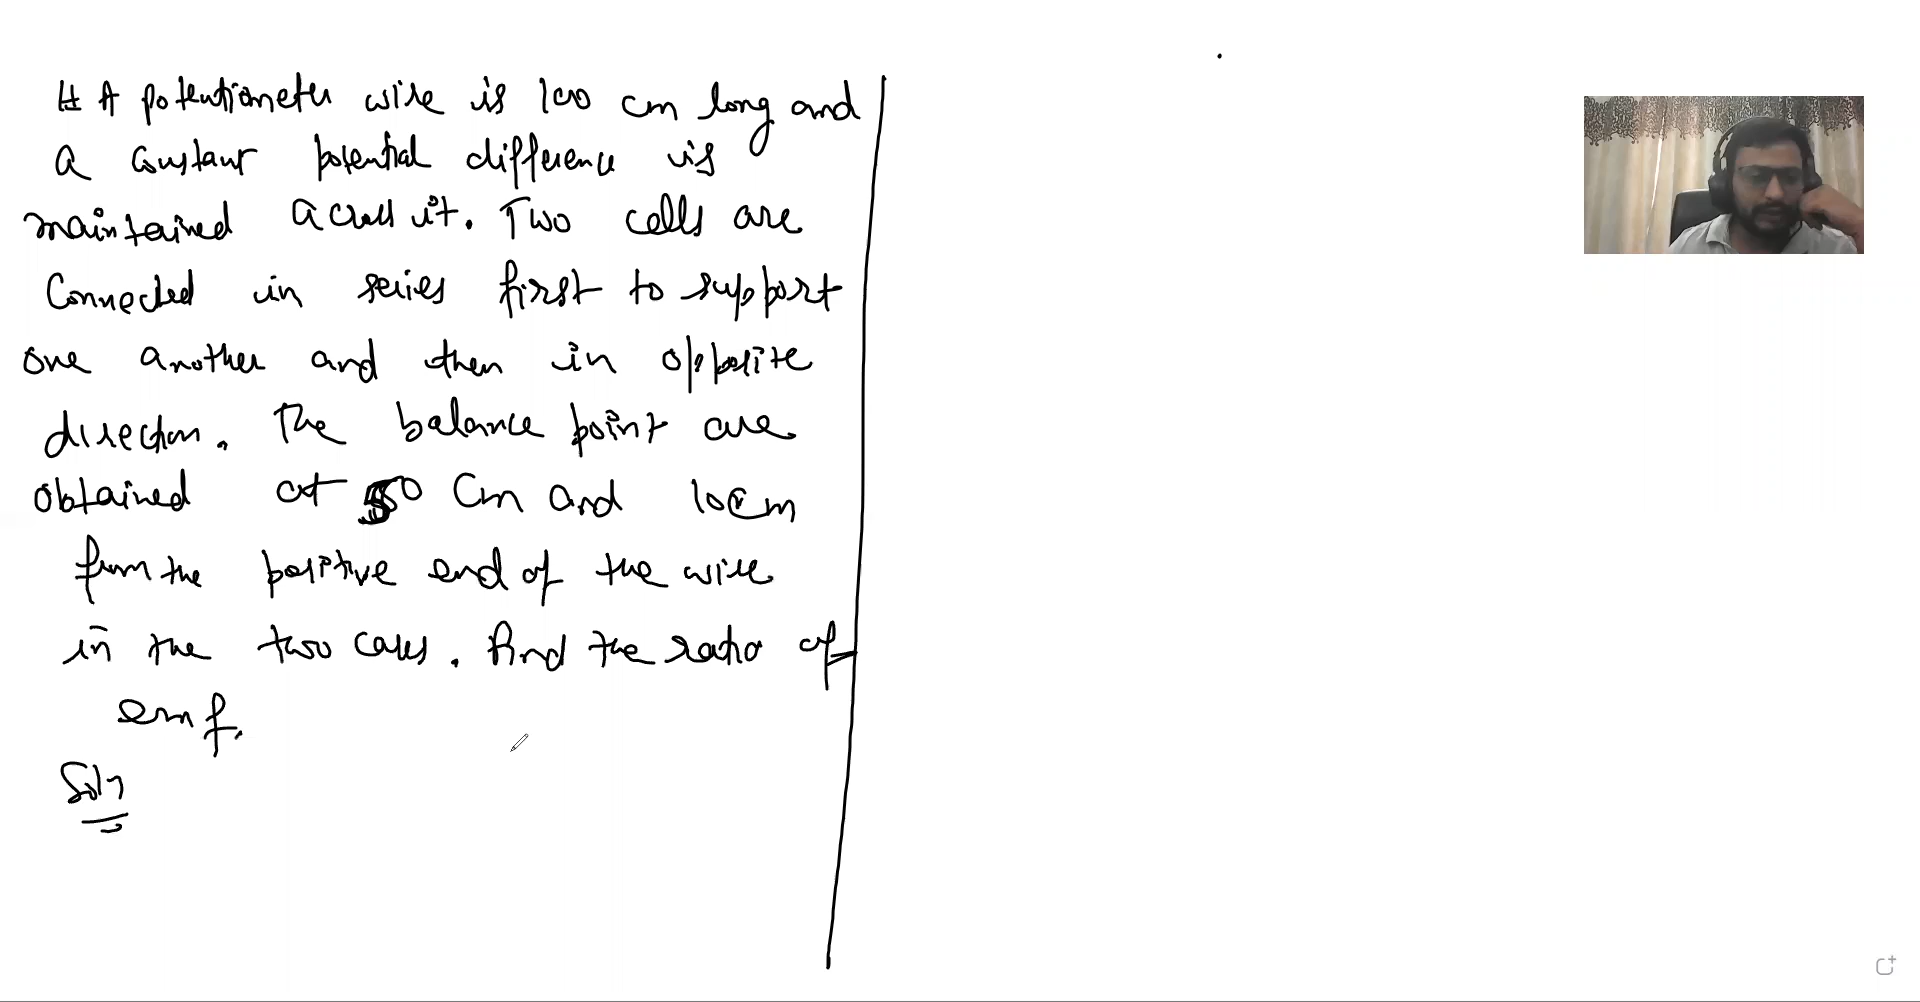 # A potentiometer wire is 100 cm long and
a constant potential difference is
maintained across it. Two cells are
Connected in series first to support
one another and then in opposite
direction. The balance point are
obtained at 50 Cm and 10cm
from the positive end of the wire
in the two cases. Find the ratio of
emf.
Soln